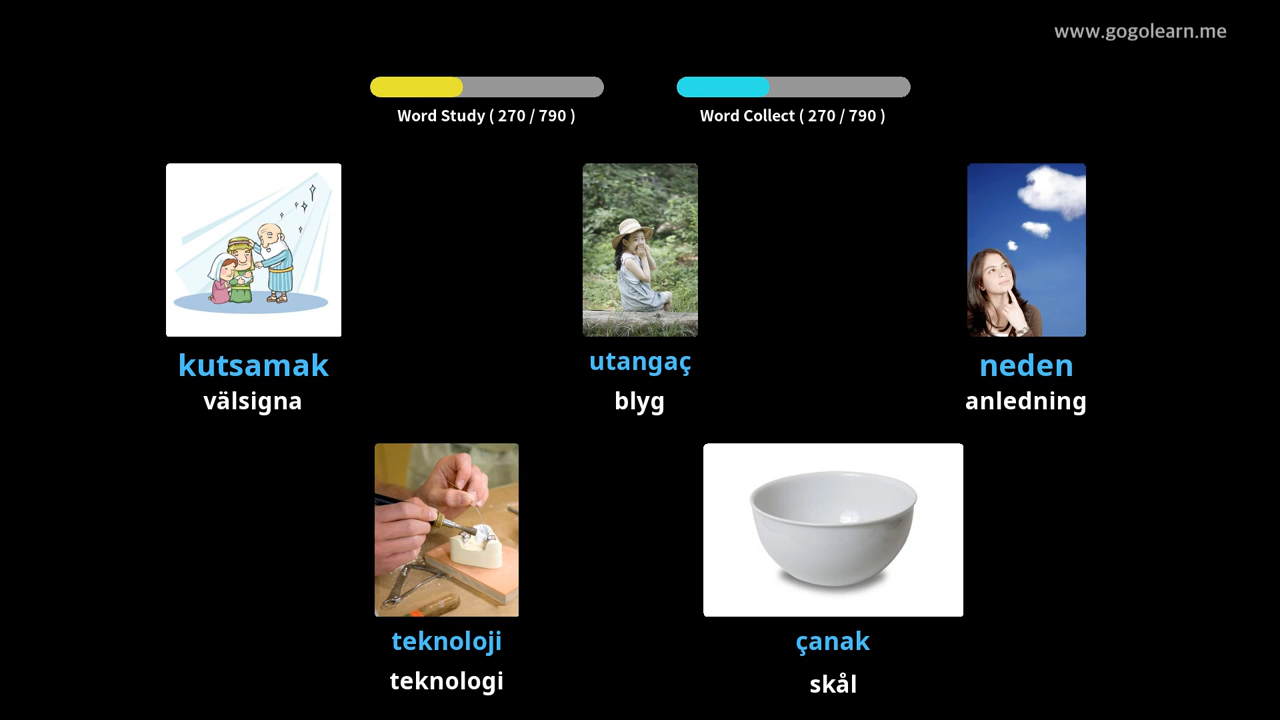 www.gogolearn.me
Word Study ( 270 / 790 )
Word Collect ( 270 / 790 )
kutsamak
välsigna
utangaç
blyg
neden
anledning
teknoloji
teknologi
çanak
skål